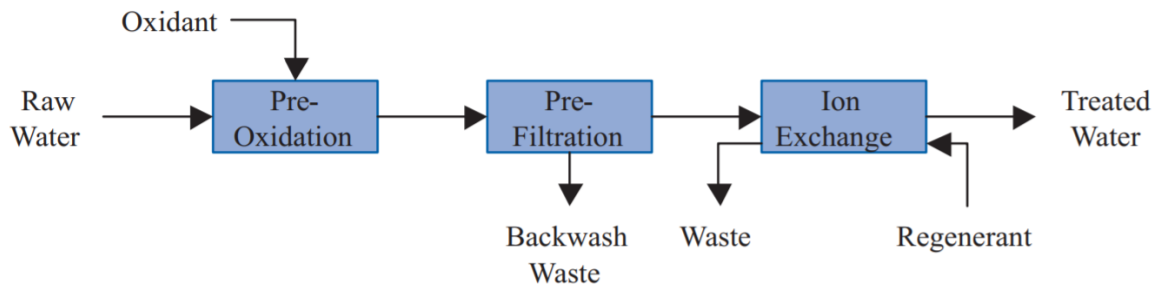 Oxidant
Raw
Water
Pre-
Oxidation
Pre-
Filtration
Ion
Exchange
Treated
Water
Backwash
Waste
Waste
Regenerant